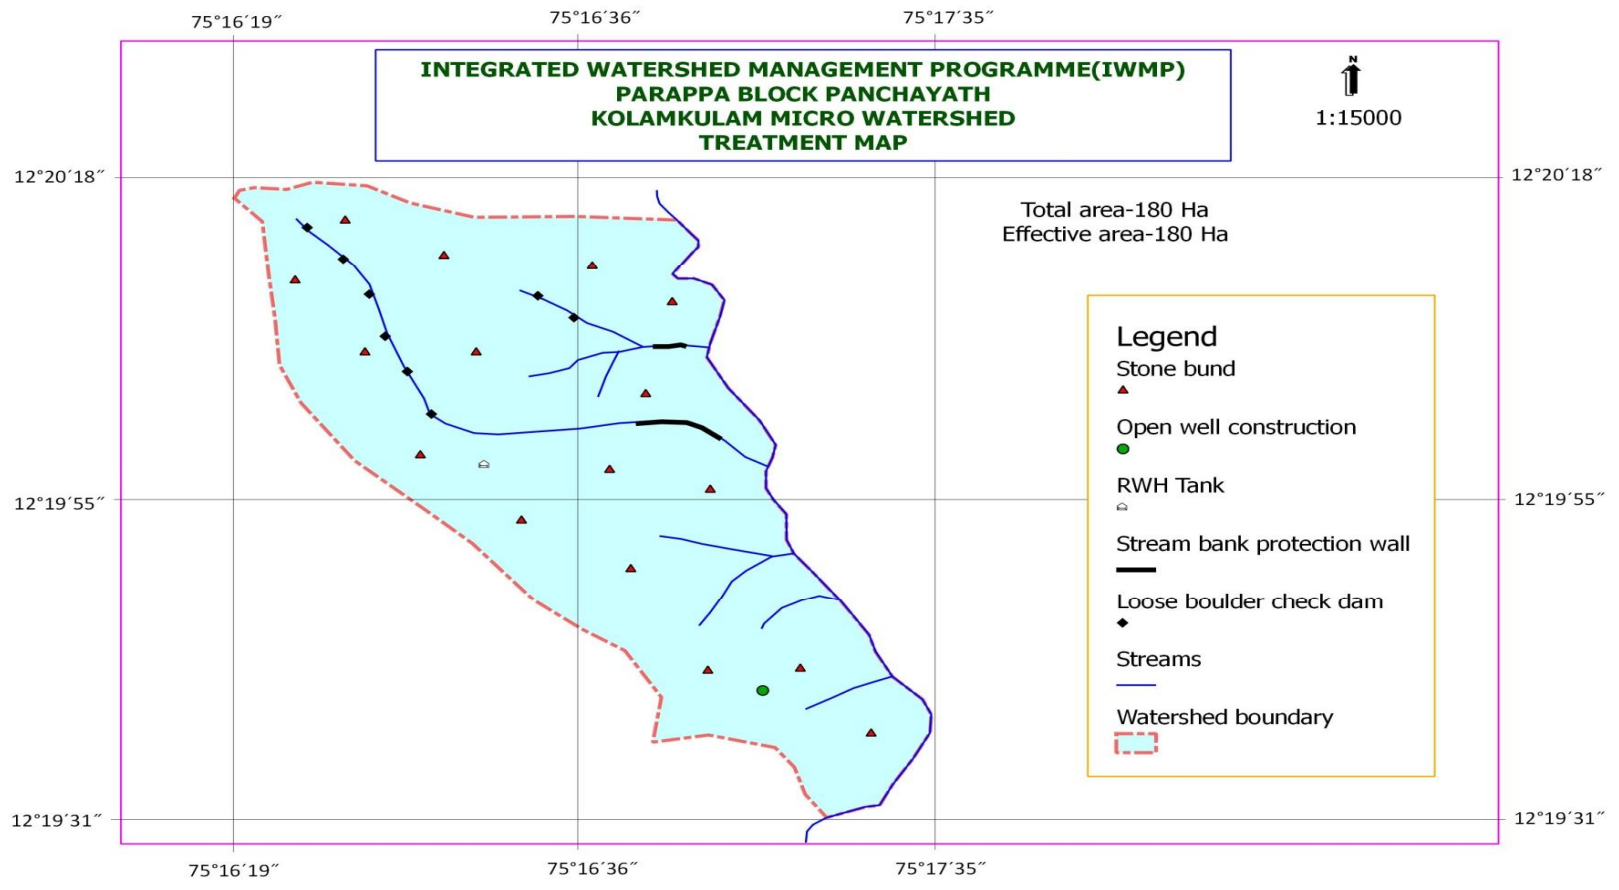 75°16′19″ 75°16′36″ 75°17′35″
INTEGRATED WATERSHED MANAGEMENT PROGRAMME(IWMP)
PARAPPA BLOCK PANCHAYATH
KOLAMKULAM MICRO WATERSHED
TREATMENT MAP
N
1:15000
12°20′18″ 12°20′18″
Total area-180 Ha
Effective area-180 Ha
Legend
Stone bund
Open well construction
RWH Tank
12°19′55″ 12°19′55″
Stream bank protection wall
Loose boulder check dam
Streams
Watershed boundary
12°19′31″ 12°19′31″
75°16′19″ 75°16′36″ 75°17′35″